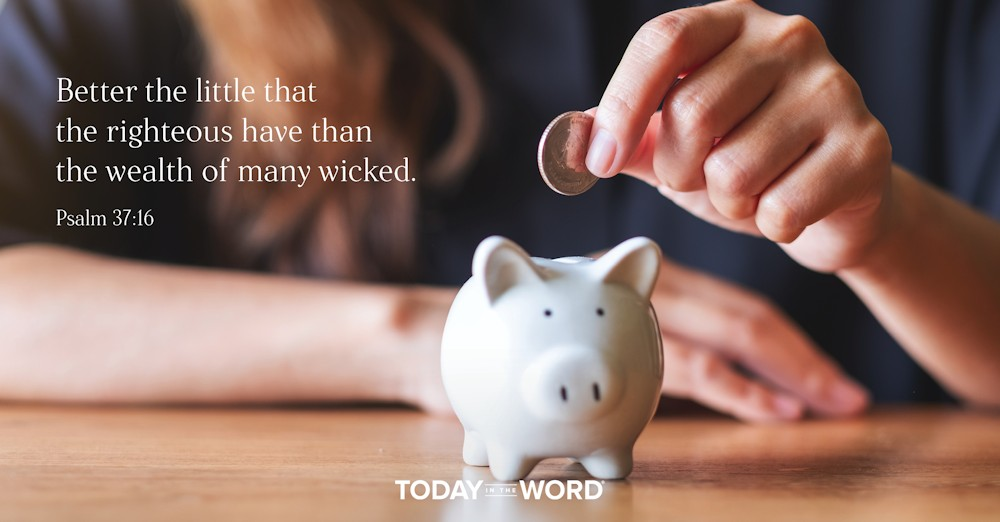 Better the little that
the righteous have than
the wealth of many wicked.
Psalm 37:16
TODAY IN THE WORD®